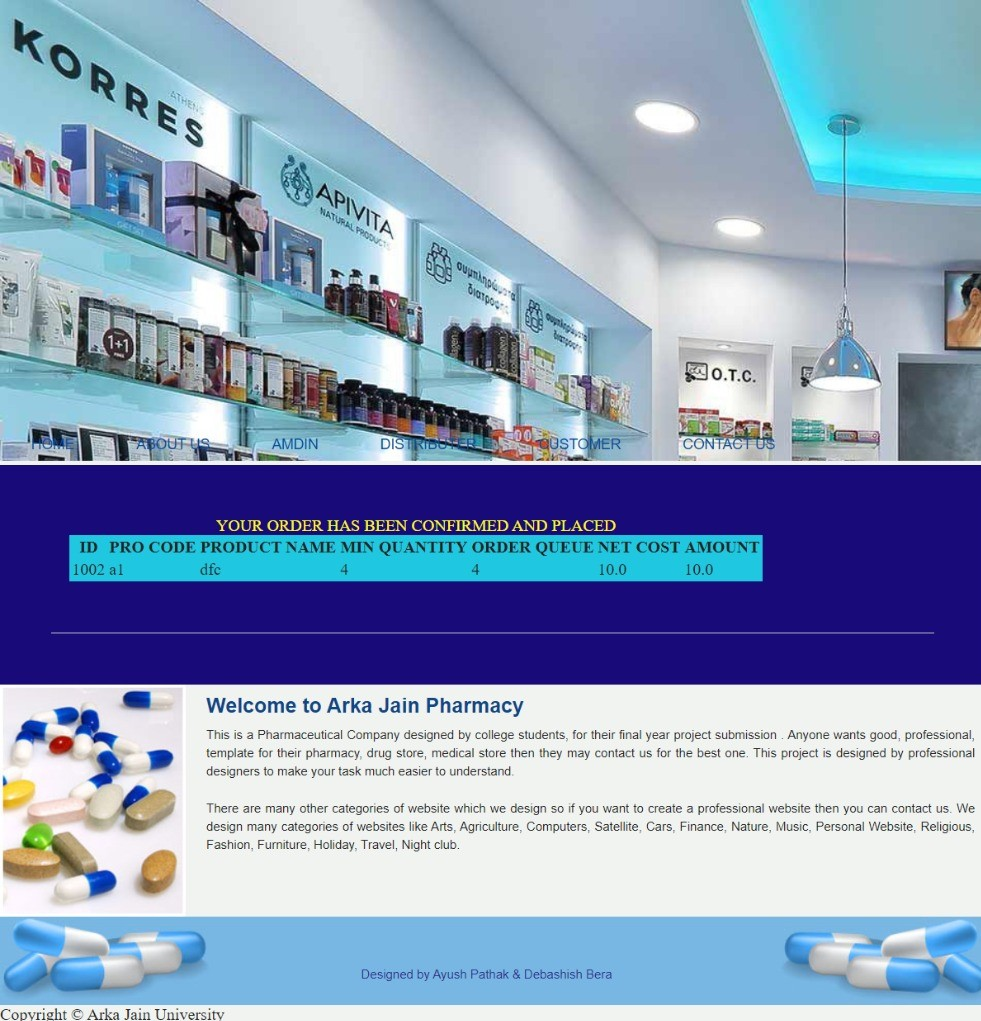 KORRES
ATHENS
APIVITA
NATURAL PRODUCTS
συμπληρώματα
διατροφής
συμπληρώματα
διατροφής
1+1
O.T.C.
HOME ABOUT US AMDIN DISTRIBUTER CUSTOMER CONTACT US
YOUR ORDER HAS BEEN CONFIRMED AND PLACED
ID PRO CODE PRODUCT NAME MIN QUANTITY ORDER QUEUE NET COST AMOUNT
1002 a1 dfc 4 4 10.0 10.0
Welcome to Arka Jain Pharmacy
This is a Pharmaceutical Company designed by college students, for their final year project submission . Anyone wants good, professional,
template for their pharmacy, drug store, medical store then they may contact us for the best one. This project is designed by professional
designers to make your task much easier to understand.
There are many other categories of website which we design so if you want to create a professional website then you can contact us. We
design many categories of websites like Arts, Agriculture, Computers, Satellite, Cars, Finance, Nature, Music, Personal Website, Religious,
Fashion, Furniture, Holiday, Travel, Night club.
Designed by Ayush Pathak & Debashish Bera
Copyright © Arka Jain University